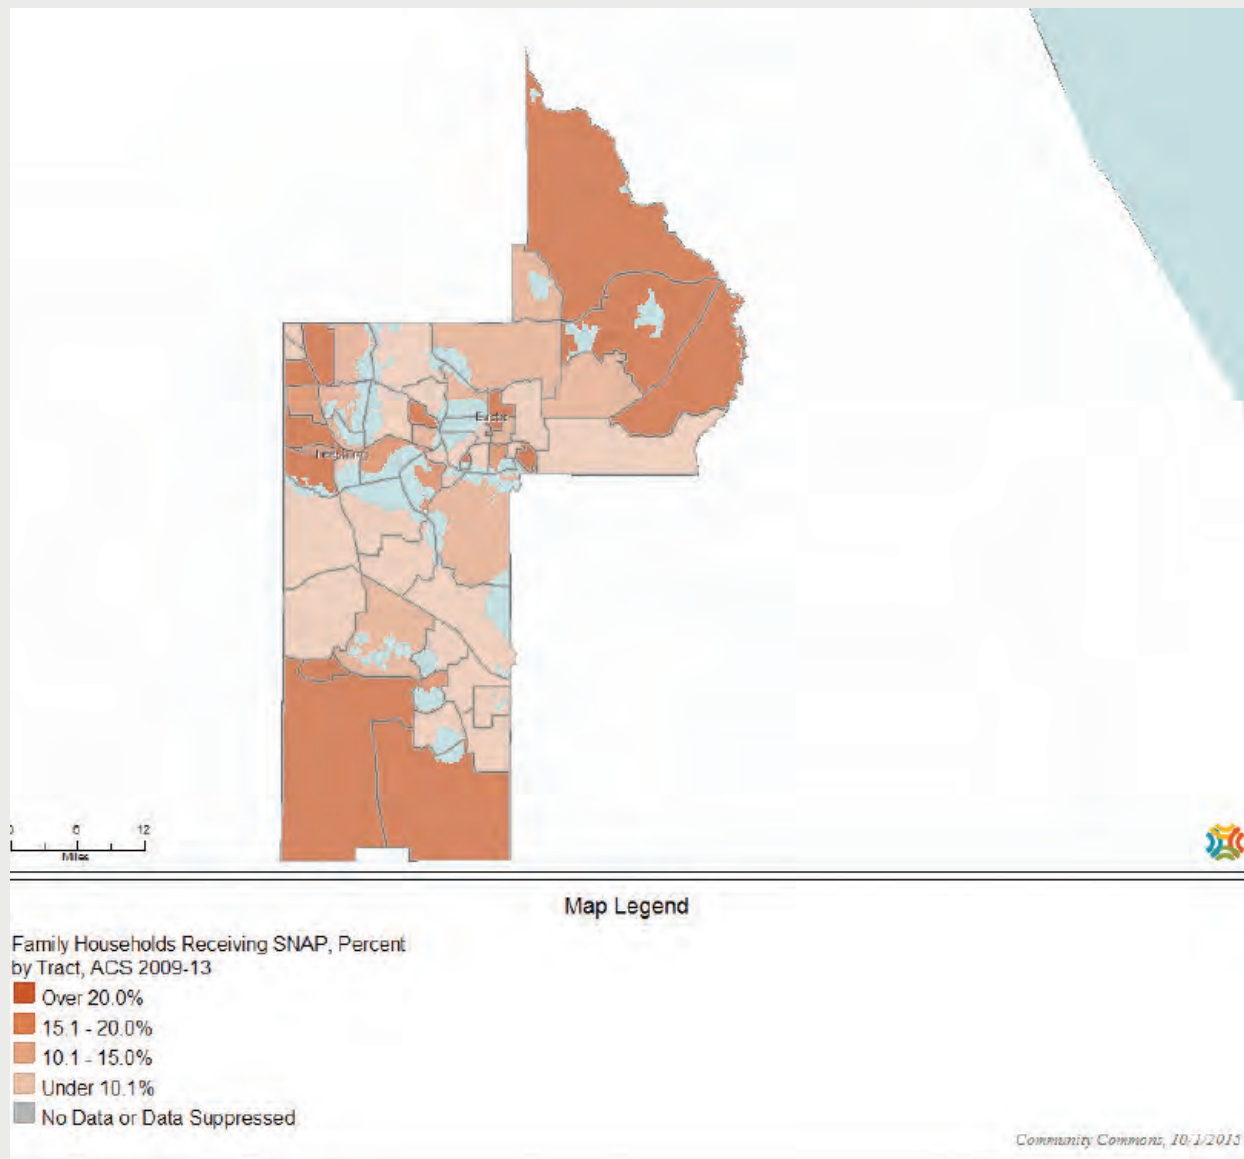 Eustis
0 6 12
Miles
Map Legend
Family Households Receiving SNAP, Percent
by Tract, ACS 2009-13
Over 20.0%
15.1 - 20.0%
10.1 - 15.0%
Under 10.1%
No Data or Data Suppressed
Community Commons, 10/1/2015